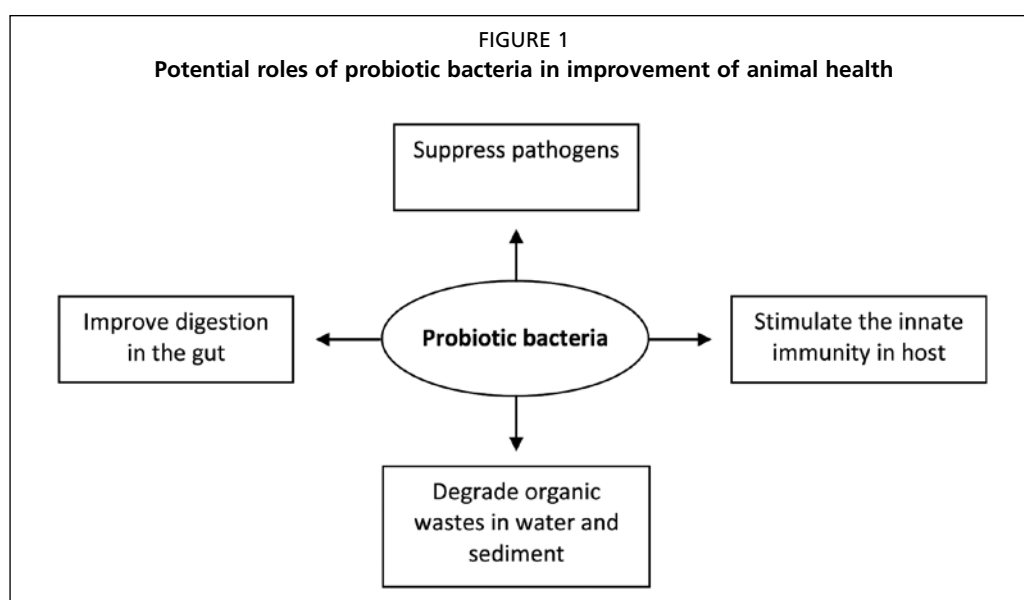 FIGURE 1
Potential roles of probiotic bacteria in improvement of animal health
Suppress pathogens
Improve digestion
in the gut
Probiotic bacteria
Stimulate the innate
immunity in host
Degrade organic
wastes in water and
sediment